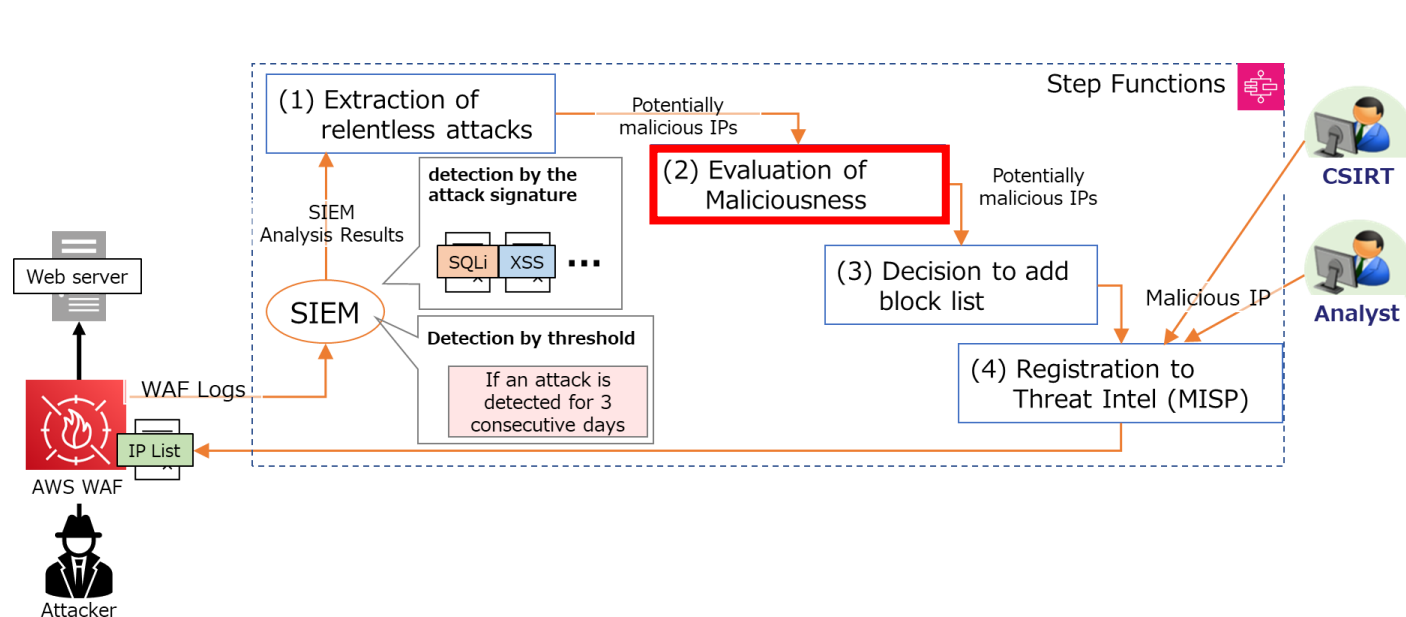 Step Functions
(1) Extraction of
relentless attacks
Potentially
malicious IPs
(2) Evaluation of
Maliciousness
Potentially
malicious IPs
CSIRT
detection by the
attack signature
SQLi
XSS
...
SIEM
Analysis Results
Web server
SIEM
(3) Decision to add
block list
Malicious IP
Analyst
Detection by threshold
If an attack is
detected for 3
consecutive days
(4) Registration to
Threat Intel (MISP)
WAF Logs
IP List
AWS WAF
Attacker